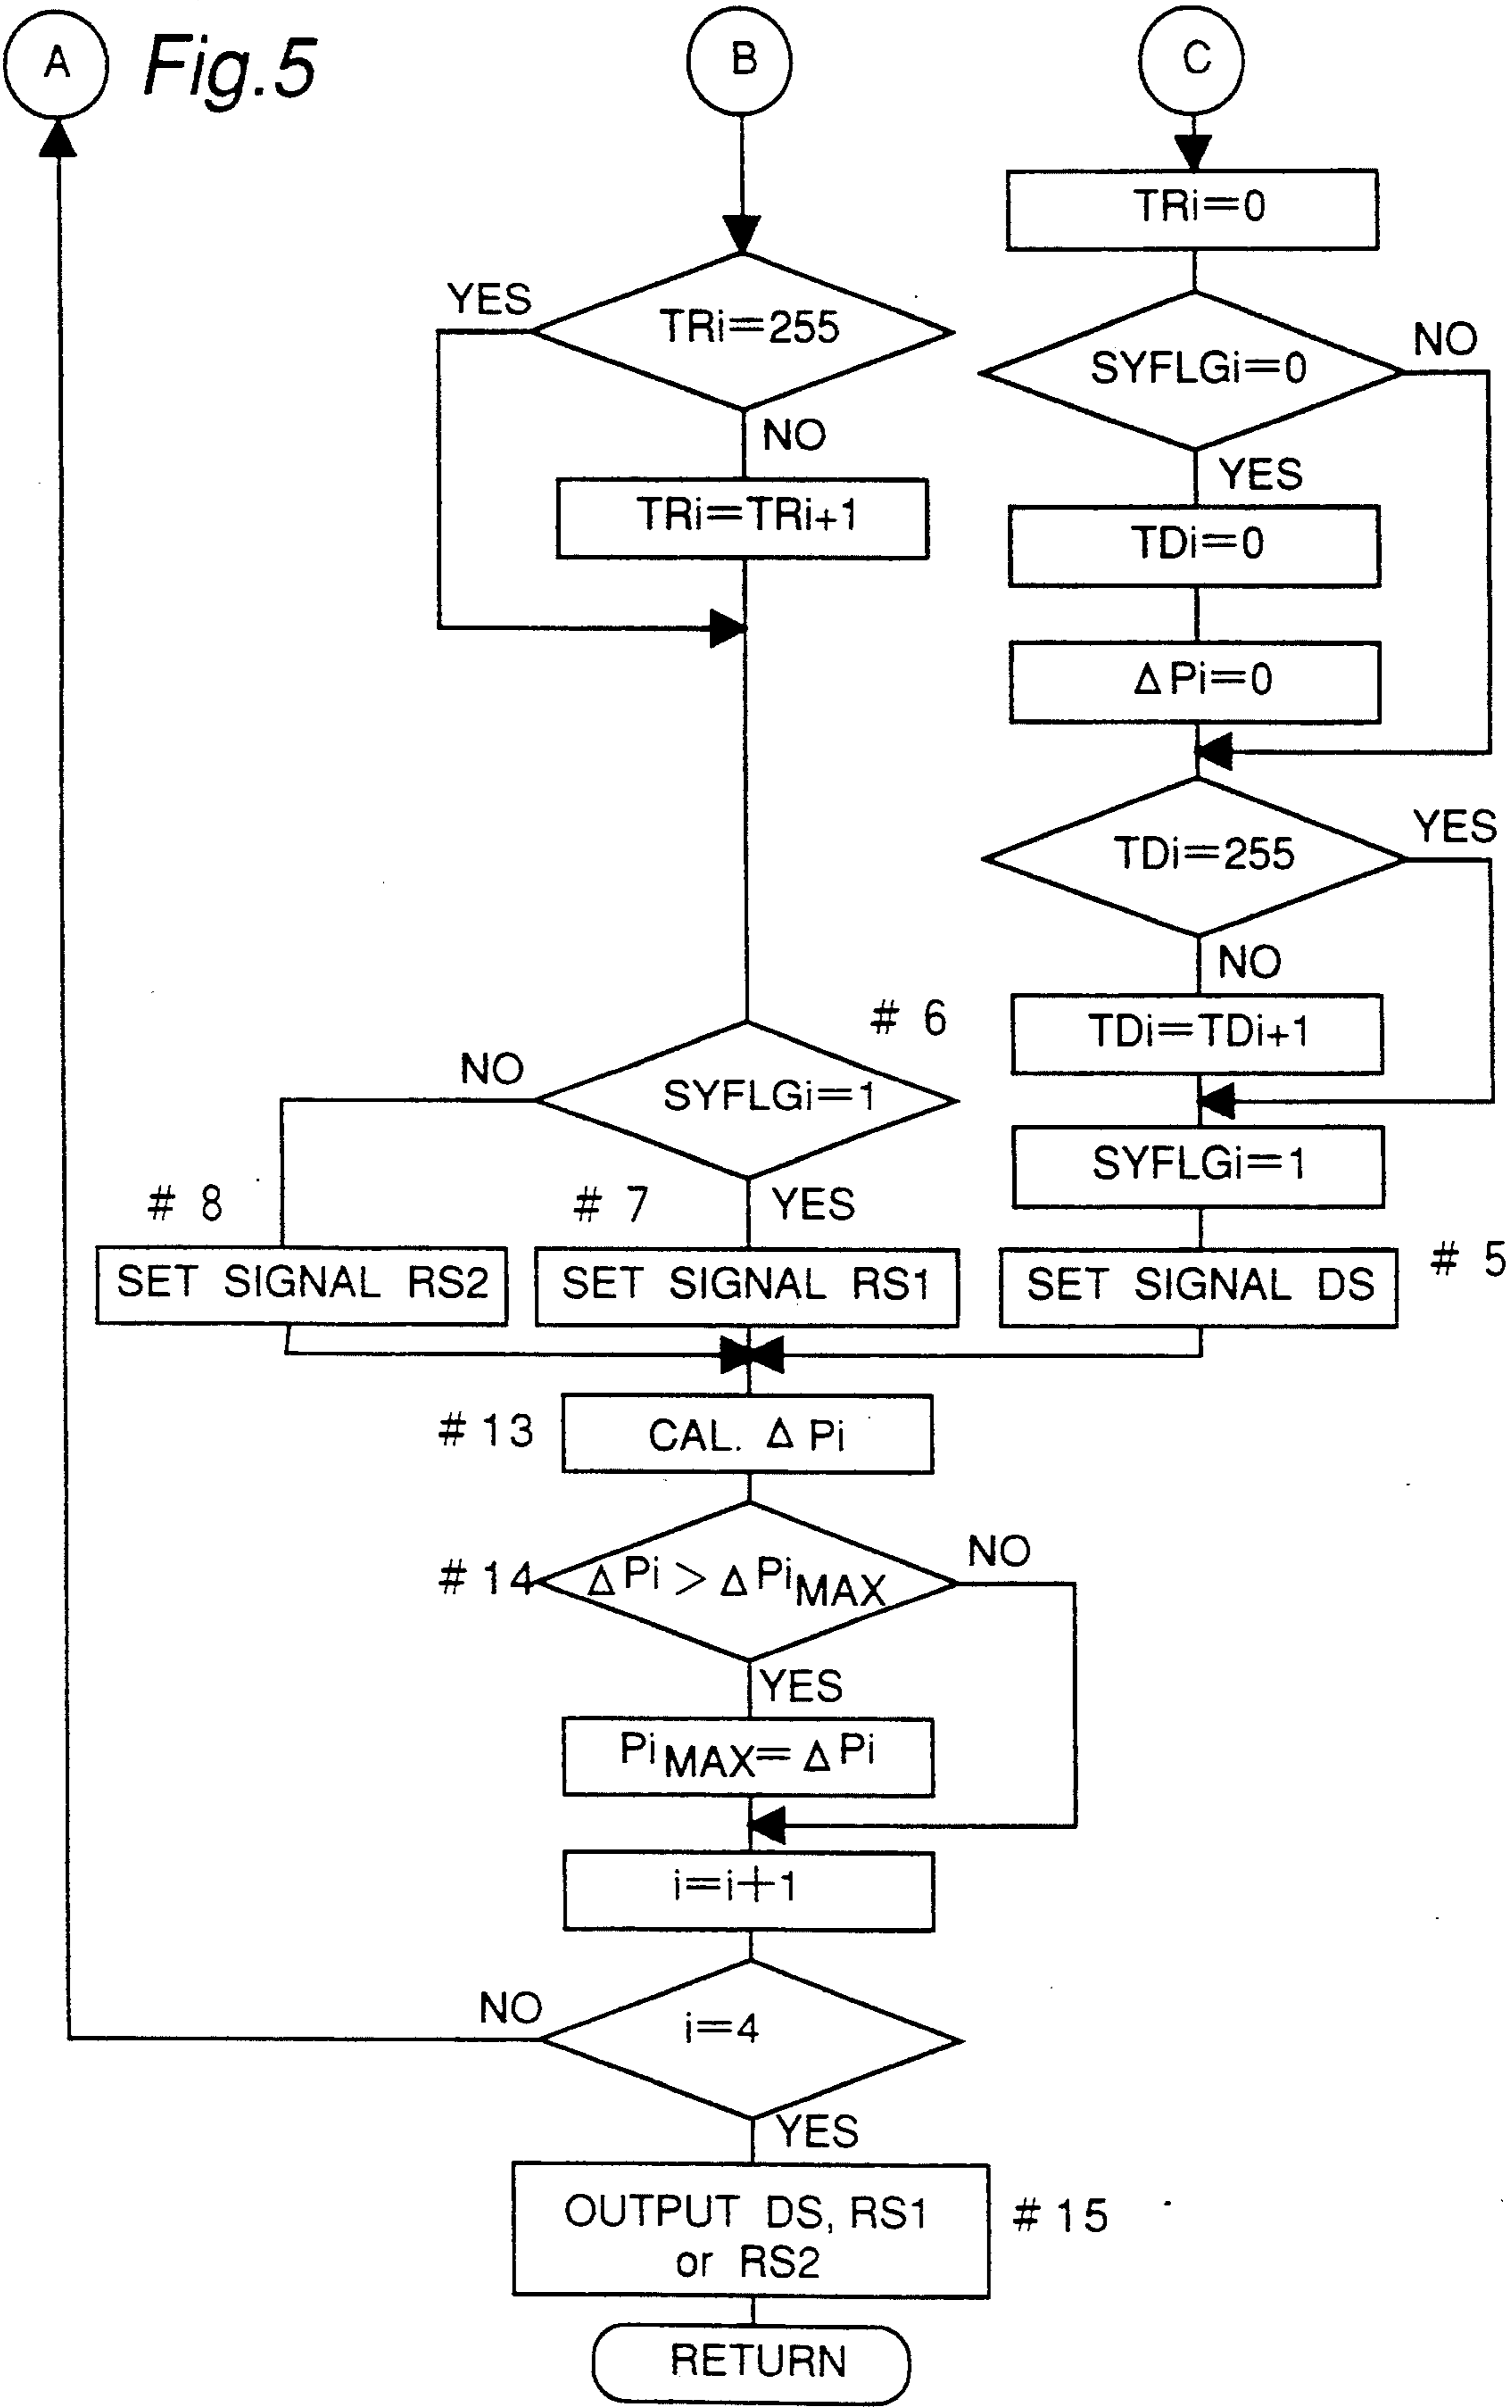 A
Fig.5
B
C
TRi=0
YES
TRi=255
NO
SYFLGi=0
NO
YES
TRi=TRi+1
TDi=0
ΔPi=0
TDi=255
YES
NO
# 6
TDi=TDi+1
NO
SYFLGi=1
SYFLGi=1
# 8
# 7
YES
SET SIGNAL RS2
SET SIGNAL RS1
SET SIGNAL DS
# 5
# 13
CAL. ΔPi
# 14
ΔPi > ΔPiMAX
NO
YES
PiMAX=ΔPi
i=i+1
NO
i=4
YES
OUTPUT DS, RS1
or RS2
# 15
RETURN